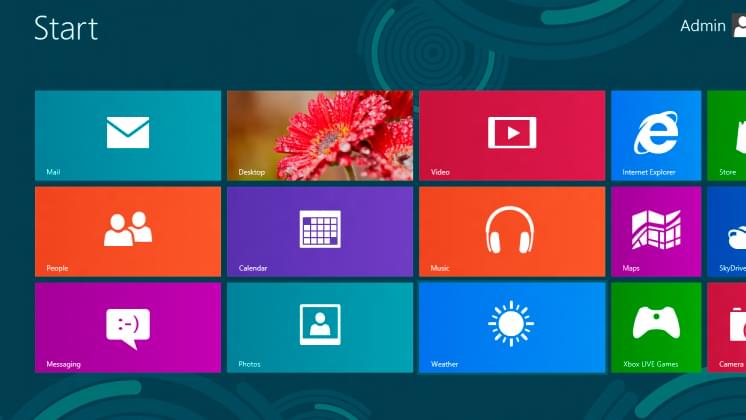 Start
Admin
Mail
Desktop
Video
Internet Explorer
Store
People
Calendar
Music
Maps
SkyDrive
Messaging
:-)
Photos
Weather
Xbox LIVE Games
Camera